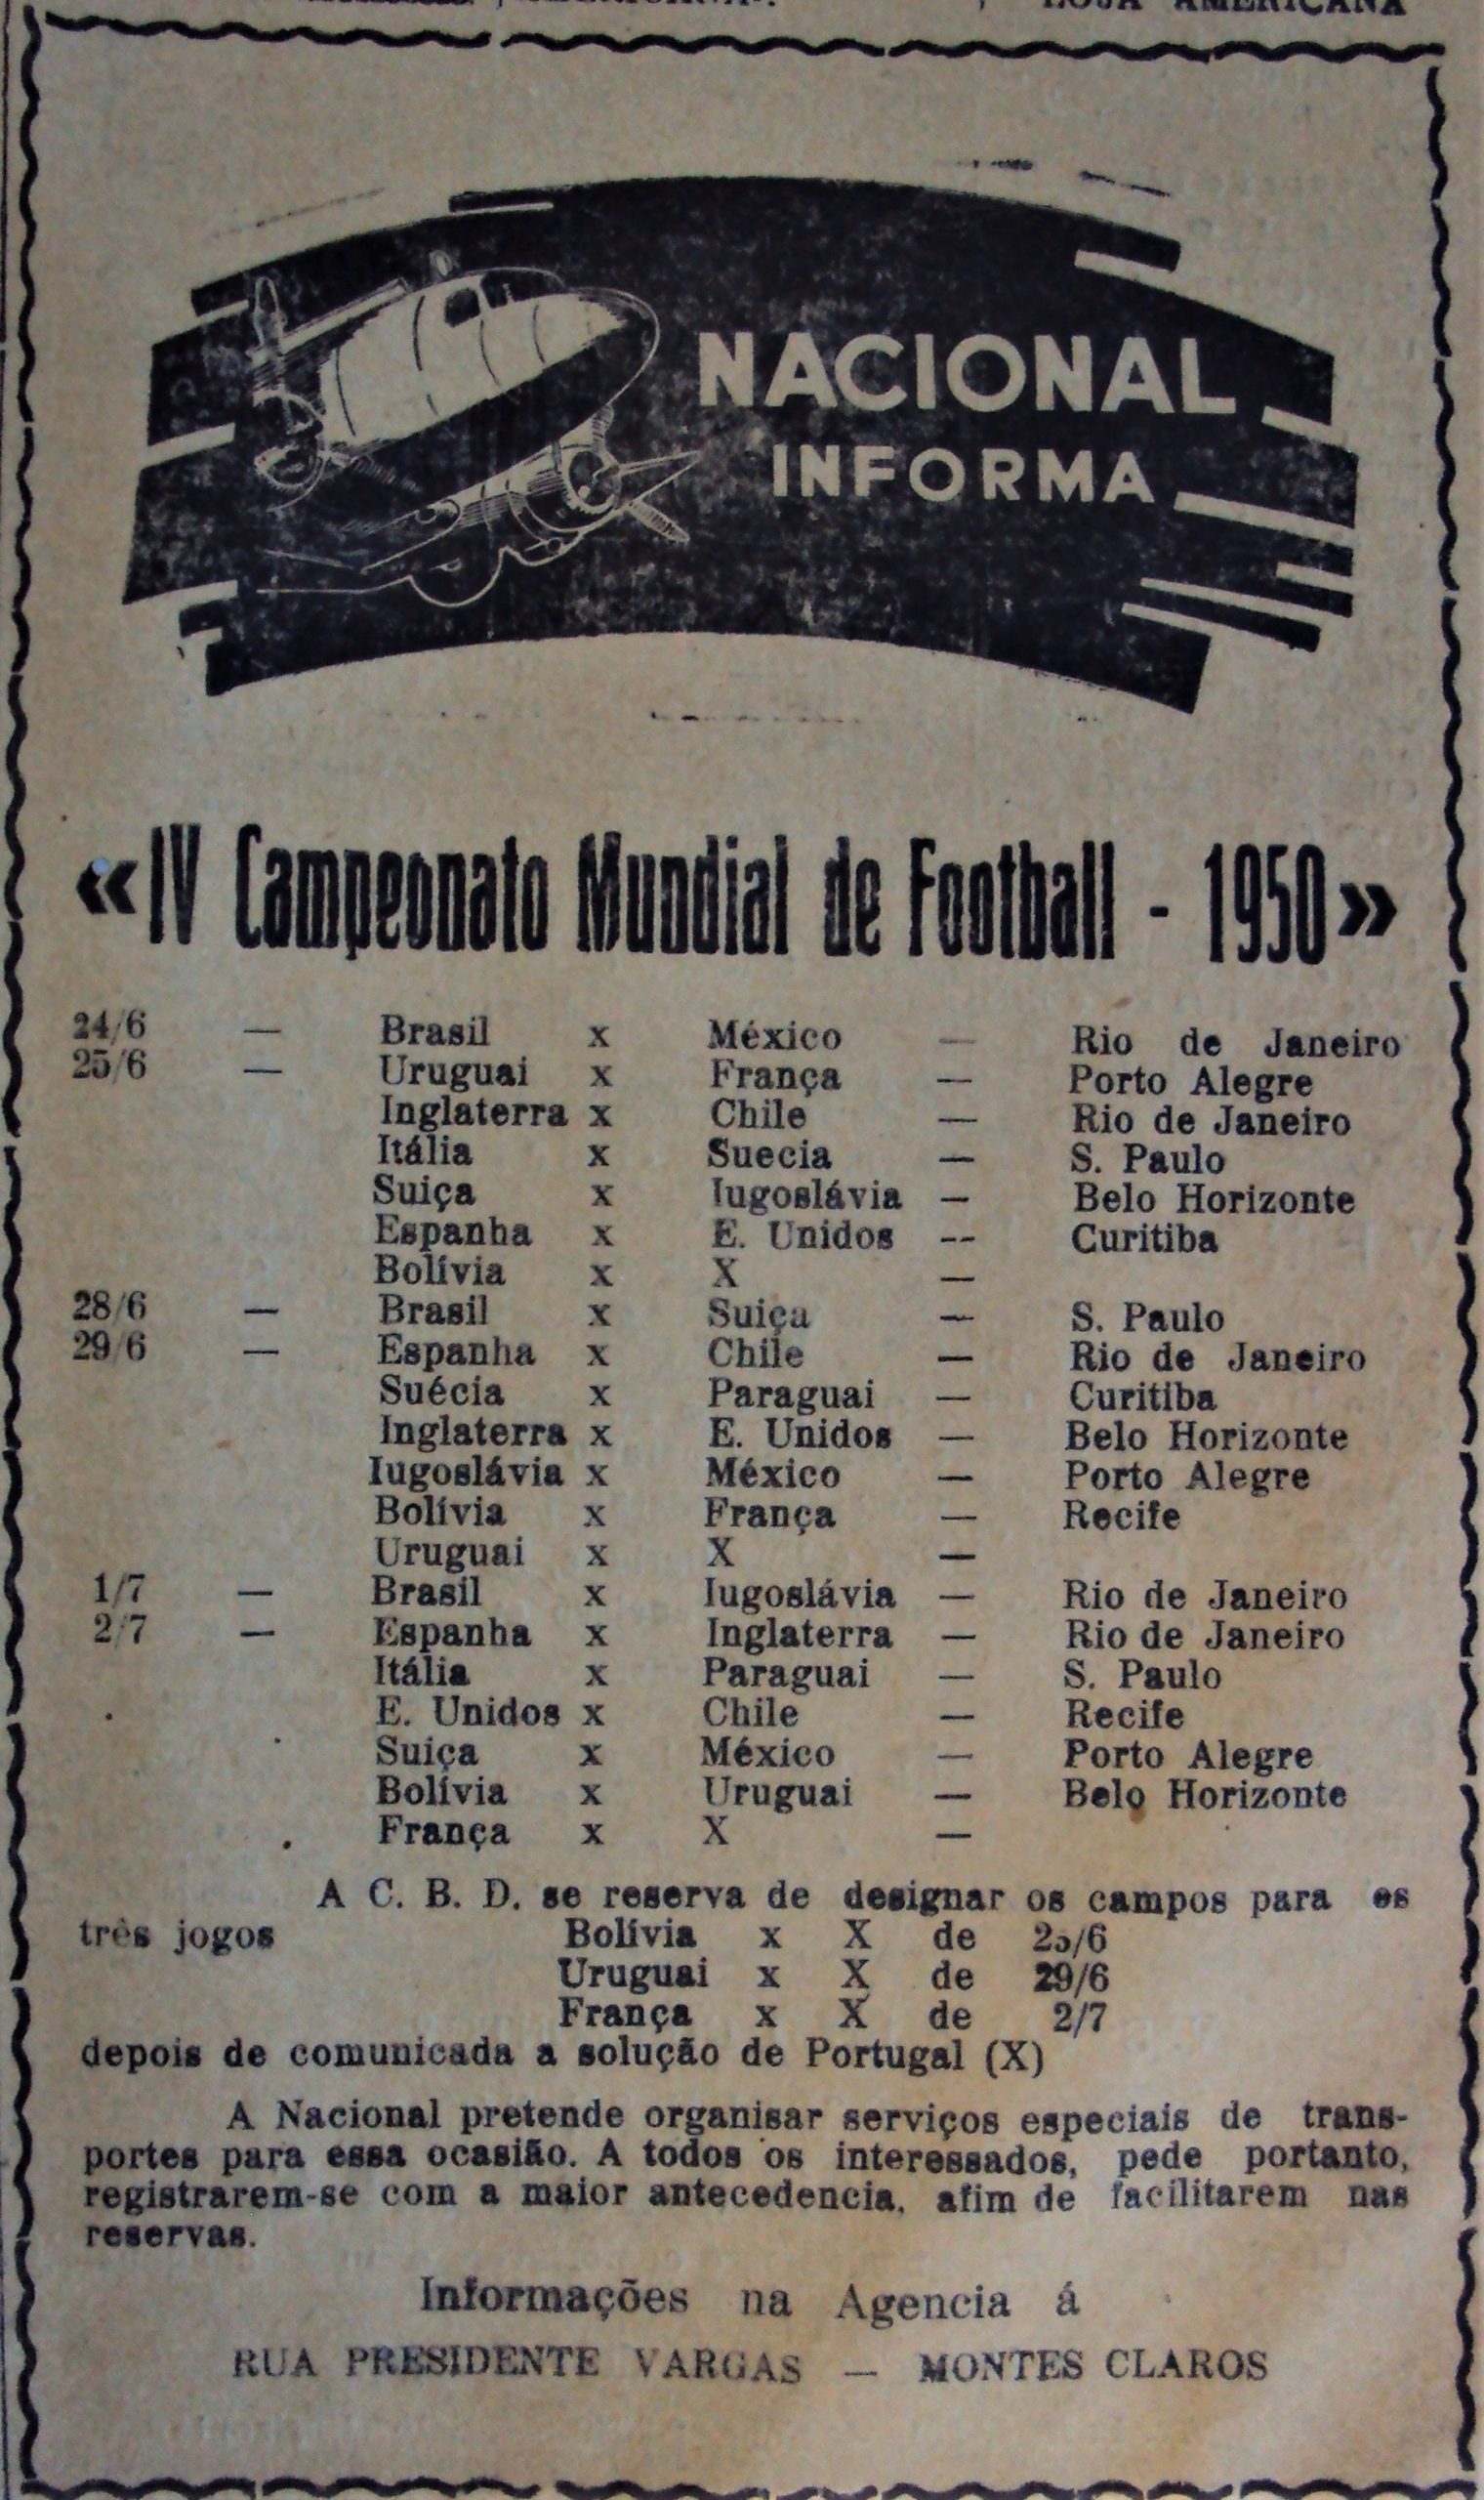 LOJA AMERICANA
NACIONAL
INFORMA
«IV Campeonato Mundial de Football - 1950»
24/6 — Brasil x México — Rio de Janeiro
25/6 — Uruguai x França — Porto Alegre
Inglaterra x Chile — Rio de Janeiro
Itália x Suecia — S. Paulo
Suiça x Iugoslávia — Belo Horizonte
Espanha x E. Unidos -- Curitiba
Bolívia x X —
28/6 — Brasil x Suiça — S. Paulo
29/6 — Espanha x Chile — Rio de Janeiro
Suécia x Paraguai — Curitiba
Inglaterra x E. Unidos — Belo Horizonte
Iugoslávia x México — Porto Alegre
Bolívia x França — Recife
Uruguai x X —
1/7 — Brasil x Iugoslávia — Rio de Janeiro
2/7 — Espanha x Inglaterra — Rio de Janeiro
Itália x Paraguai — S. Paulo
E. Unidos x Chile — Recife
Suiça x México — Porto Alegre
Bolívia x Uruguai — Belo Horizonte
França x X —
A C. B. D. se reserva de designar os campos para os
três jogos Bolívia x X de 25/6
Uruguai x X de 29/6
França x X de 2/7
depois de comunicada a solução de Portugal (X)
A Nacional pretende organisar serviços especiais de trans-
portes para essa ocasião. A todos os interessados, pede portanto,
registrarem-se com a maior antecedencia, afim de facilitarem nas
reservas.
Informações na Agencia á
RUA PRESIDENTE VARGAS — MONTES CLAROS